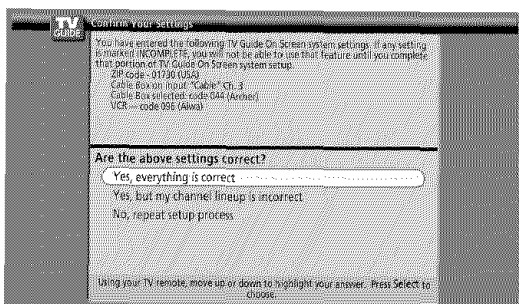 TV
GUIDE
Confirm Your Settings
You have entered the following TV Guide On Screen system settings. If any setting
is marked INCOMPLETE, you will not be able to use that feature until you complete
that portion of TV Guide On Screen system setup.
ZIP code - 01730 (USA)
Cable Box on input: "Cable" Ch. 3
Cable Box selected: code 044 (Archer)
VCR — code 096 (Aiwa)
Are the above settings correct?
Yes, everything is correct
Yes, but my channel lineup is incorrect
No, repeat setup process
Using your TV remote, move up or down to highlight your answer. Press Select to
choose.